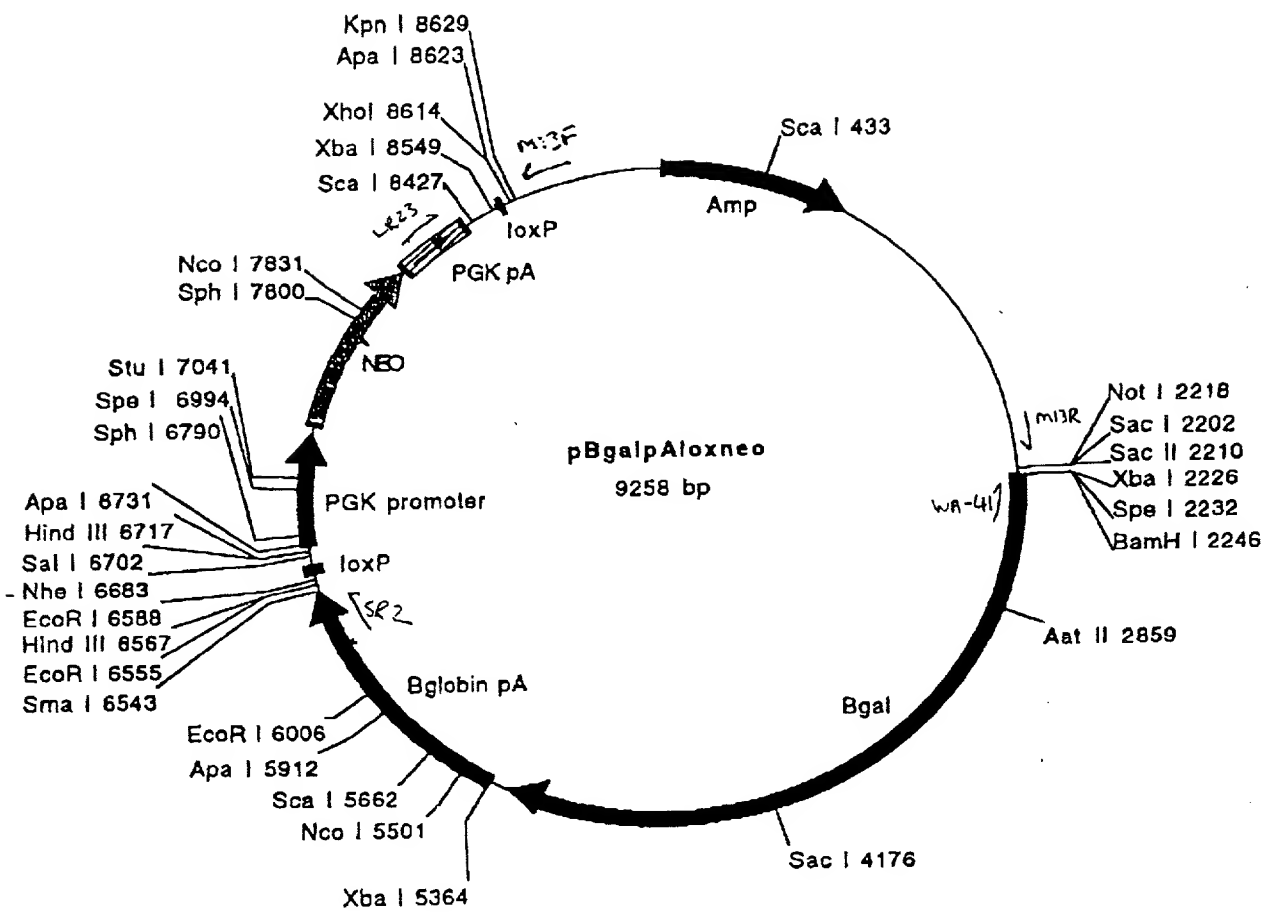 Kpn I 8629
Apa I 8623
Xhol 8614
Xba I 8549
Sca I 8427
M13F
Sca I 433
Amp
loxP
LR23
PGK pA
Nco I 7831
Sph I 7800
NEO
Stu I 7041
Spe I 6994
Sph I 6790
pBgalpAloxneo
9258 bp
M13R
Not I 2218
Sac I 2202
Sac II 2210
Xba I 2226
Spe I 2232
BamH I 2246
WA-41
PGK promoter
Apa I 6731
Hind III 6717
Sal I 6702
Nhe I 6683
EcoR I 6588
Hind III 6567
EcoR I 6555
Sma I 6543
loxP
SR2
Aat II 2859
Bglobin pA
Bgal
EcoR I 6006
Apa I 5912
Sca I 5662
Nco I 5501
Xba I 5364
Sac I 4176